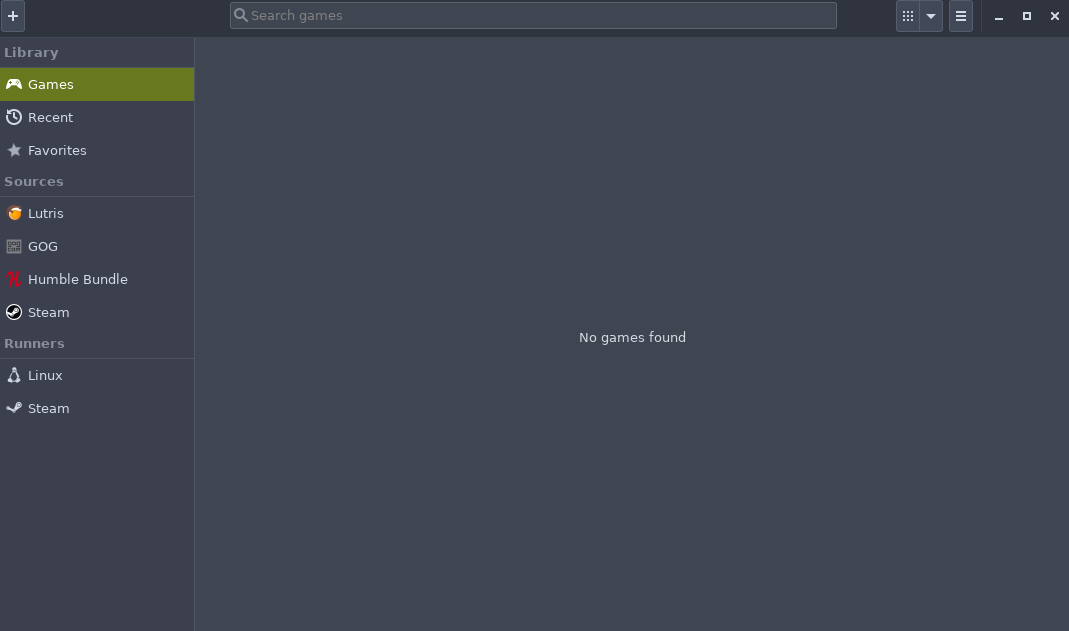 Search games
Library
Games
Recent
Favorites
Sources
Lutris
GOG
Humble Bundle
Steam
Runners
Linux
Steam
No games found